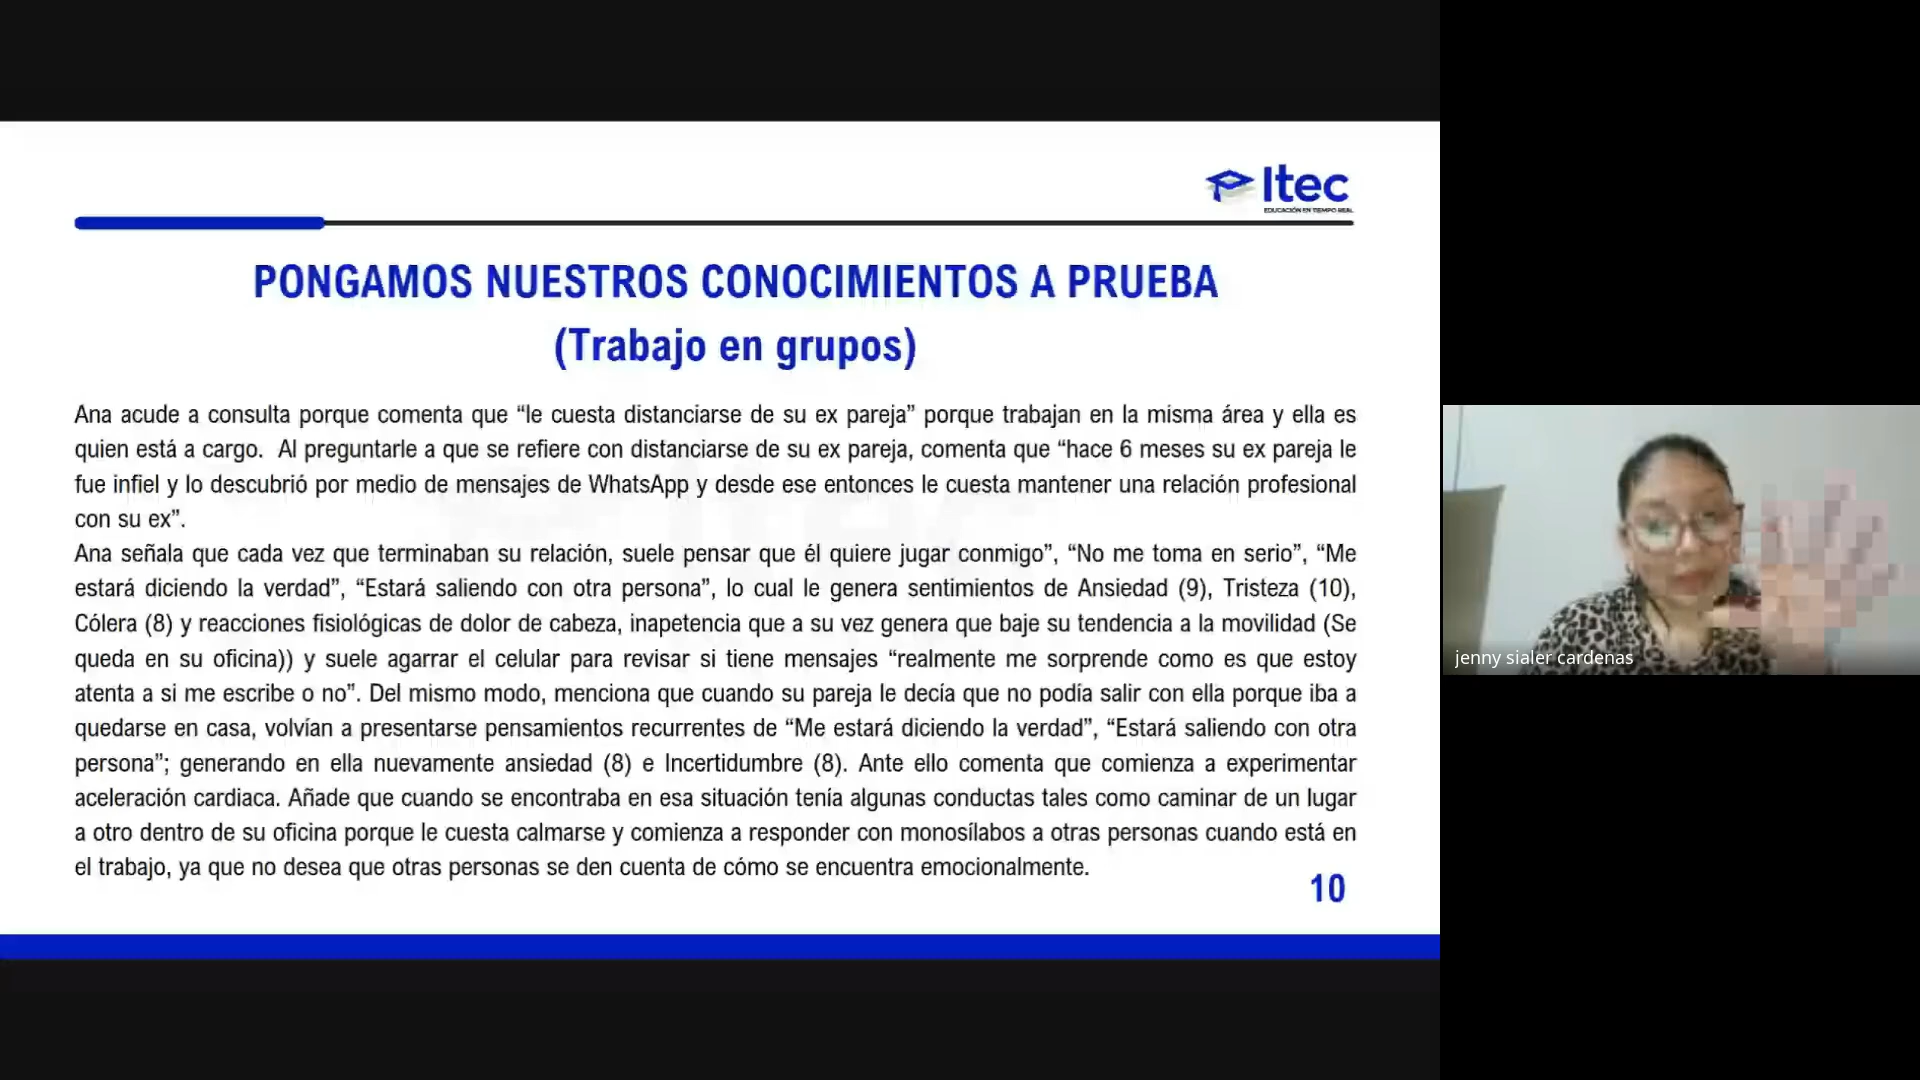 Itec
EDUCACIÓN EN TIEMPO REAL
PONGAMOS NUESTROS CONOCIMIENTOS A PRUEBA
(Trabajo en grupos)
Ana acude a consulta porque comenta que “le cuesta distanciarse de su ex pareja” porque trabajan en la misma área y ella es
quien está a cargo.  Al preguntarle a que se refiere con distanciarse de su ex pareja, comenta que “hace 6 meses su ex pareja le
fue infiel y lo descubrió por medio de mensajes de WhatsApp y desde ese entonces le cuesta mantener una relación profesional
con su ex”.
Ana señala que cada vez que terminaban su relación, suele pensar que él quiere jugar conmigo”, “No me toma en serio”, “Me
estará diciendo la verdad”, “Estará saliendo con otra persona”, lo cual le genera sentimientos de Ansiedad (9), Tristeza (10),
Cólera (8) y reacciones fisiológicas de dolor de cabeza, inapetencia que a su vez genera que baje su tendencia a la movilidad (Se
queda en su oficina)) y suele agarrar el celular para revisar si tiene mensajes “realmente me sorprende como es que estoy
atenta a si me escribe o no”. Del mismo modo, menciona que cuando su pareja le decía que no podía salir con ella porque iba a
quedarse en casa, volvían a presentarse pensamientos recurrentes de “Me estará diciendo la verdad”, “Estará saliendo con otra
persona”; generando en ella nuevamente ansiedad (8) e Incertidumbre (8). Ante ello comenta que comienza a experimentar
aceleración cardiaca. Añade que cuando se encontraba en esa situación tenía algunas conductas tales como caminar de un lugar
a otro dentro de su oficina porque le cuesta calmarse y comienza a responder con monosílabos a otras personas cuando está en
el trabajo, ya que no desea que otras personas se den cuenta de cómo se encuentra emocionalmente.
10
jenny sialer cardenas